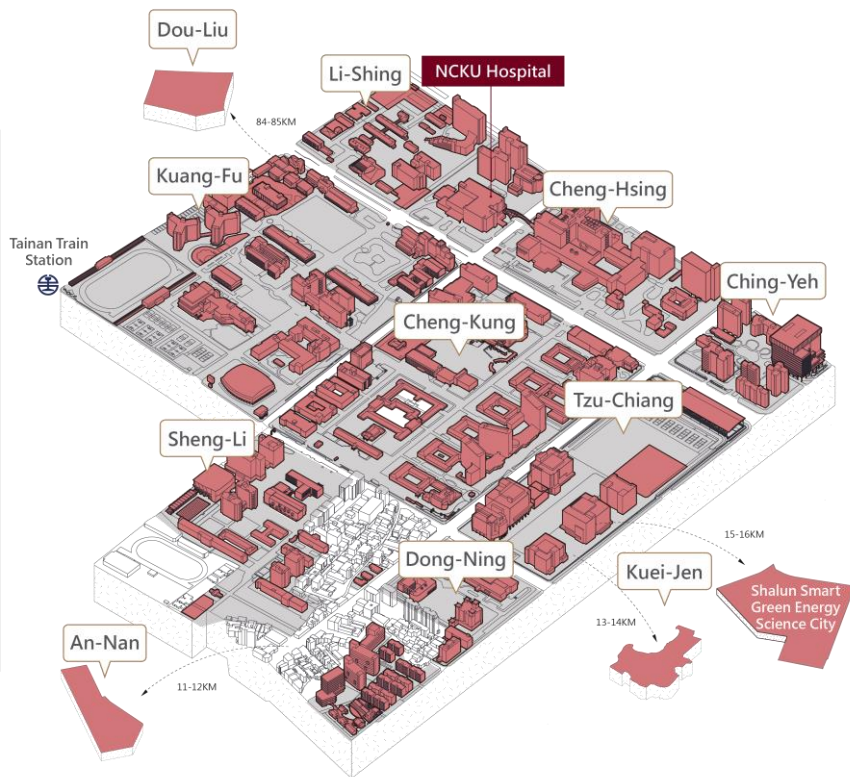 Dou-Liu
Li-Shing
NCKU Hospital
84-85KM
Kuang-Fu
Cheng-Hsing
Tainan Train
Station
Ching-Yeh
Cheng-Kung
Tzu-Chiang
Sheng-Li
15-16KM
Dong-Ning
Kuei-Jen
Shalun Smart
Green Energy
Science City
13-14KM
An-Nan
11-12KM